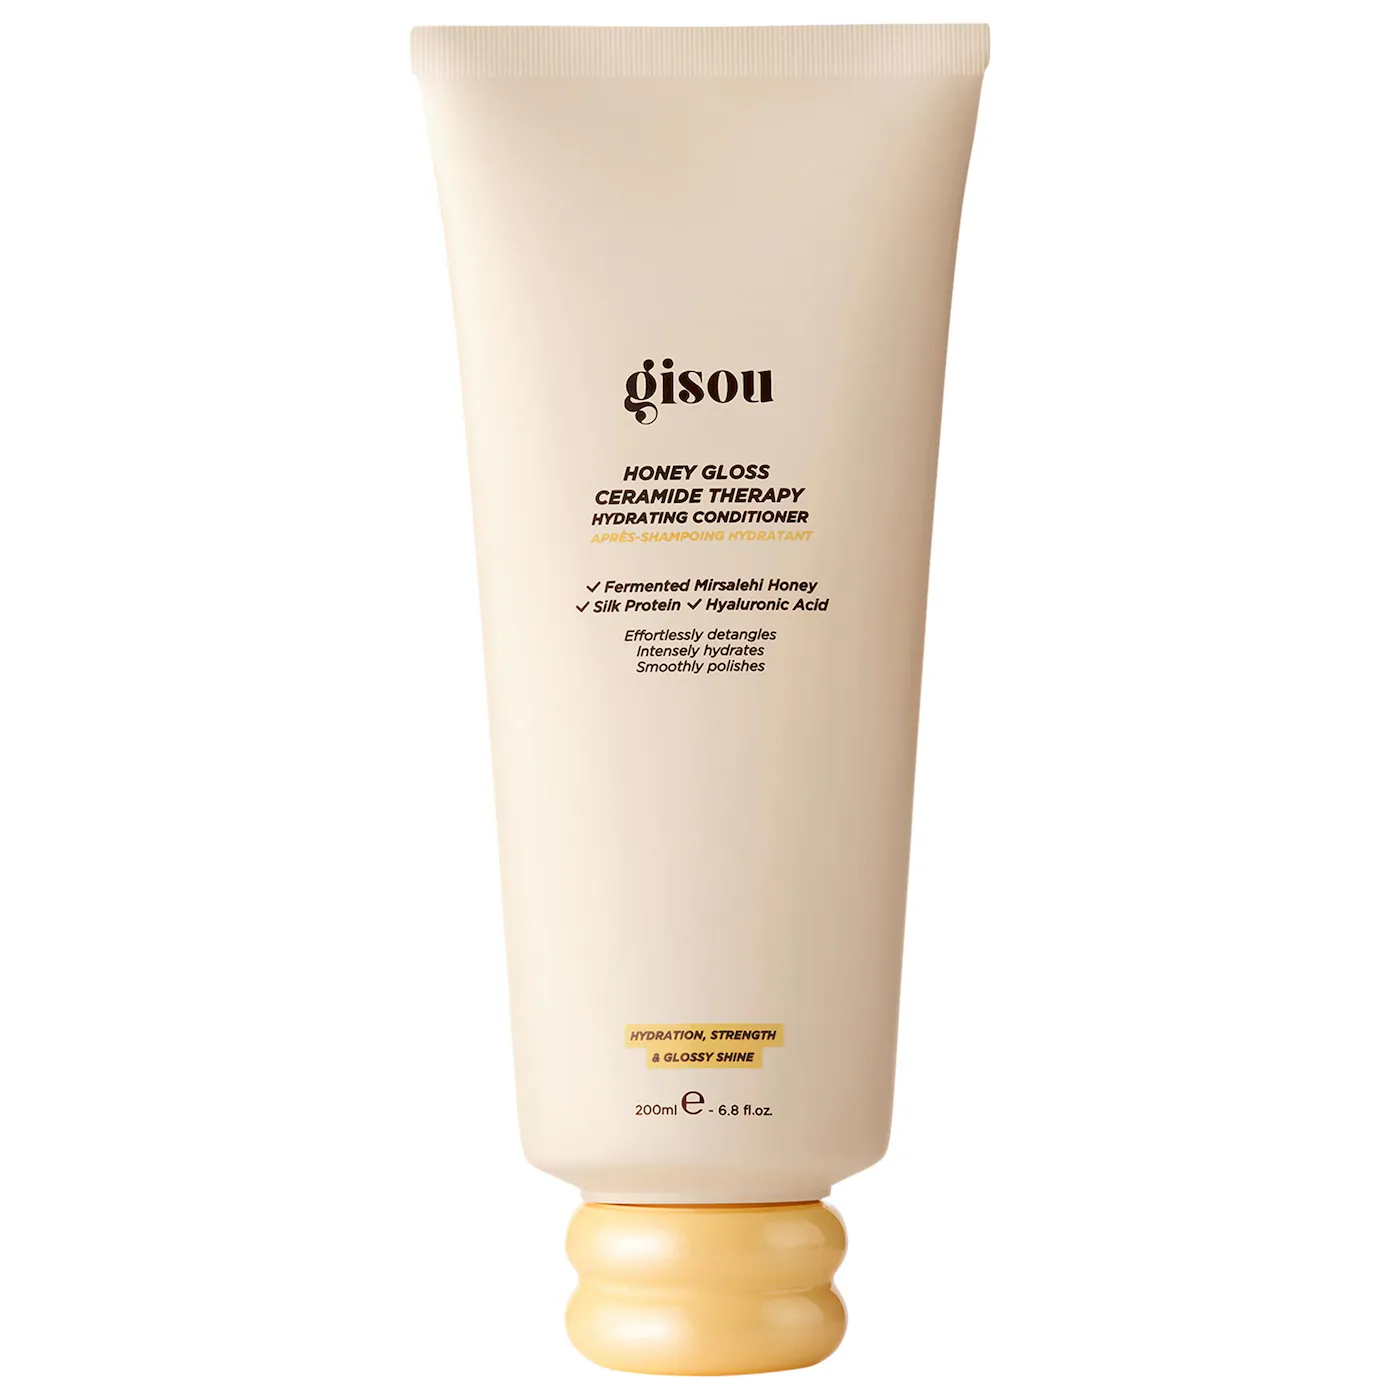 gisou
HONEY GLOSS
CERAMIDE THERAPY
HYDRATING CONDITIONER
APRÈS-SHAMPOING HYDRATANT
✓ Fermented Mirsalehi Honey
✓ Silk Protein ✓ Hyaluronic Acid
Effortlessly detangles
Intensely hydrates
Smoothly polishes
HYDRATION, STRENGTH
& GLOSSY SHINE
200ml e - 6.8 fl.oz.